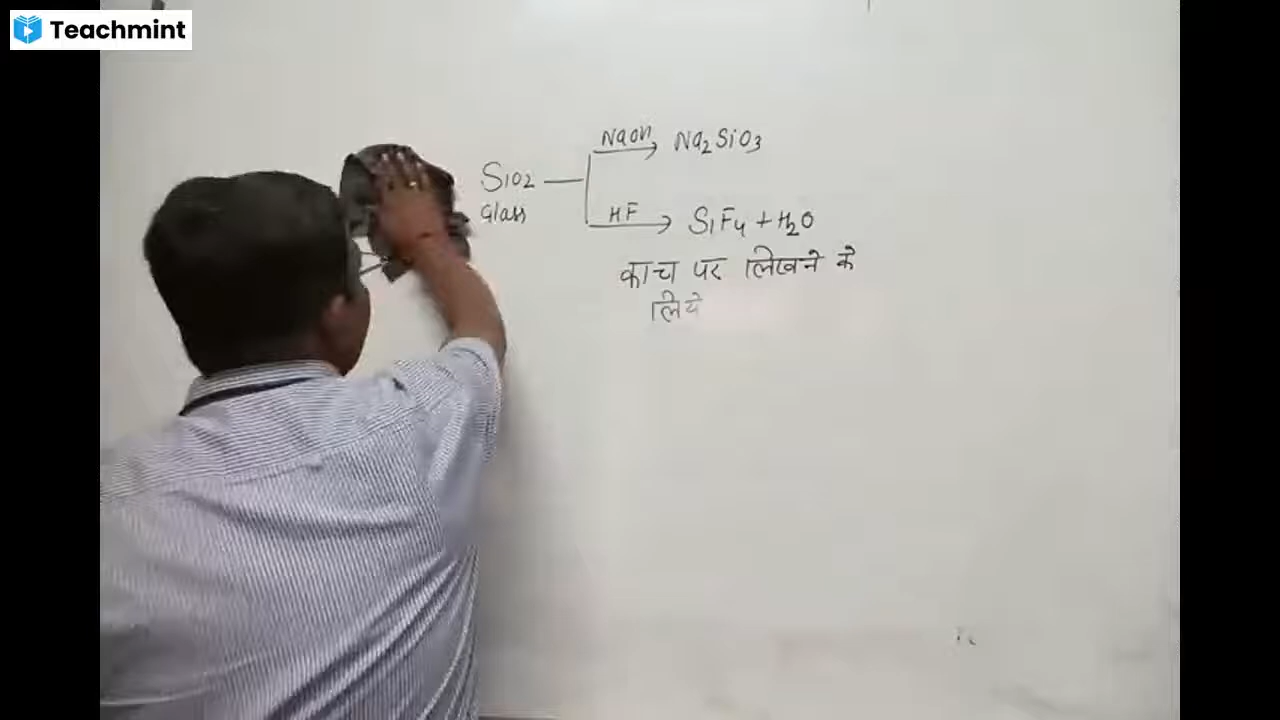 Teachmint
NaOH Na2SiO3
SiO2
Glass
HF SiF4 + H2O
काच पर लिखने के
लिये